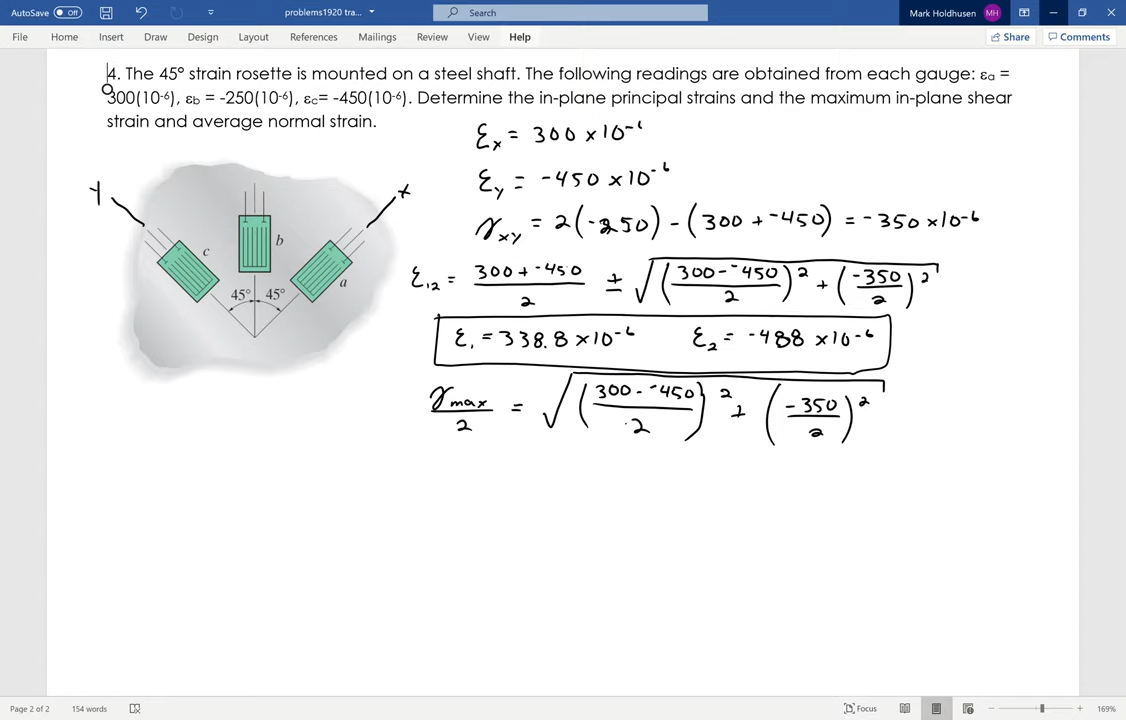 AutoSave Off problems1920 tra... Search Mark Holdhusen MH
File Home Insert Draw Design Layout References Mailings Review View Help Share Comments
4. The 45° strain rosette is mounted on a steel shaft. The following readings are obtained from each gauge: εa =
300(10-6), εb = -250(10-6), εc= -450(10-6). Determine the in-plane principal strains and the maximum in-plane shear
strain and average normal strain.
εx = 300 x10^-6
εy = -450 x10^-6
γxy = 2(-250) - (300 + -450) = -350 x10^-6
ε12 = (300 + -450)/2 ± √((300 - -450)/2)^2 + (-350/2)^2
ε1 = 338.8 x10^-6 ε2 = -488 x10^-6
γmax/2 = √((300 - -450)/2)^2 + (-350/2)^2
Y
x
c
b
a
45° 45°
Page 2 of 2 154 words Focus 169%